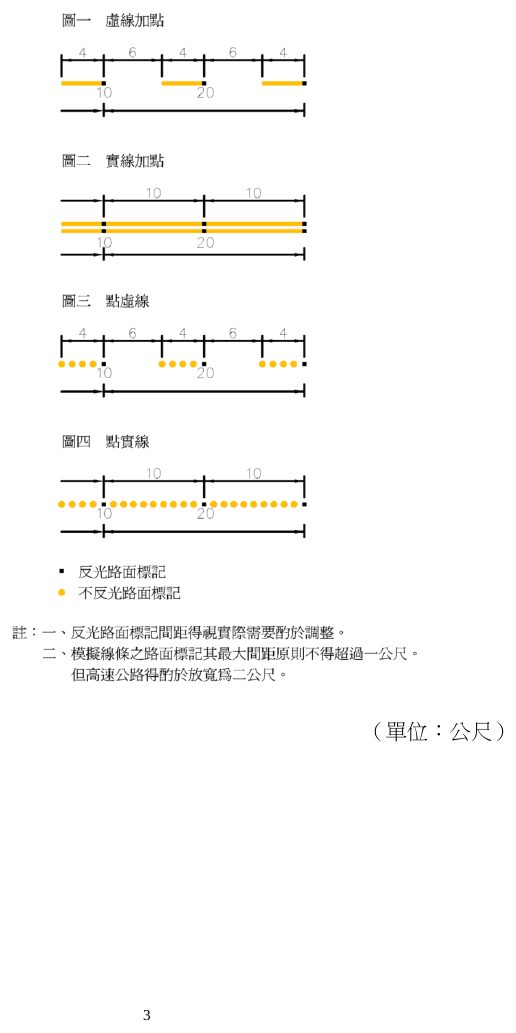 圖一　虛線加點
4 6 4 6 4
10 20
圖二　實線加點
10 10
10 20
圖三　點虛線
4 6 4 6 4
10 20
圖四　點實線
10 10
10 20
反光路面標記
不反光路面標記
註：一、反光路面標記間距得視實際需要酌於調整。
二、模擬線條之路面標記其最大間距原則不得超過一公尺。
但高速公路得酌於放寬爲二公尺。
（單位：公尺）
3